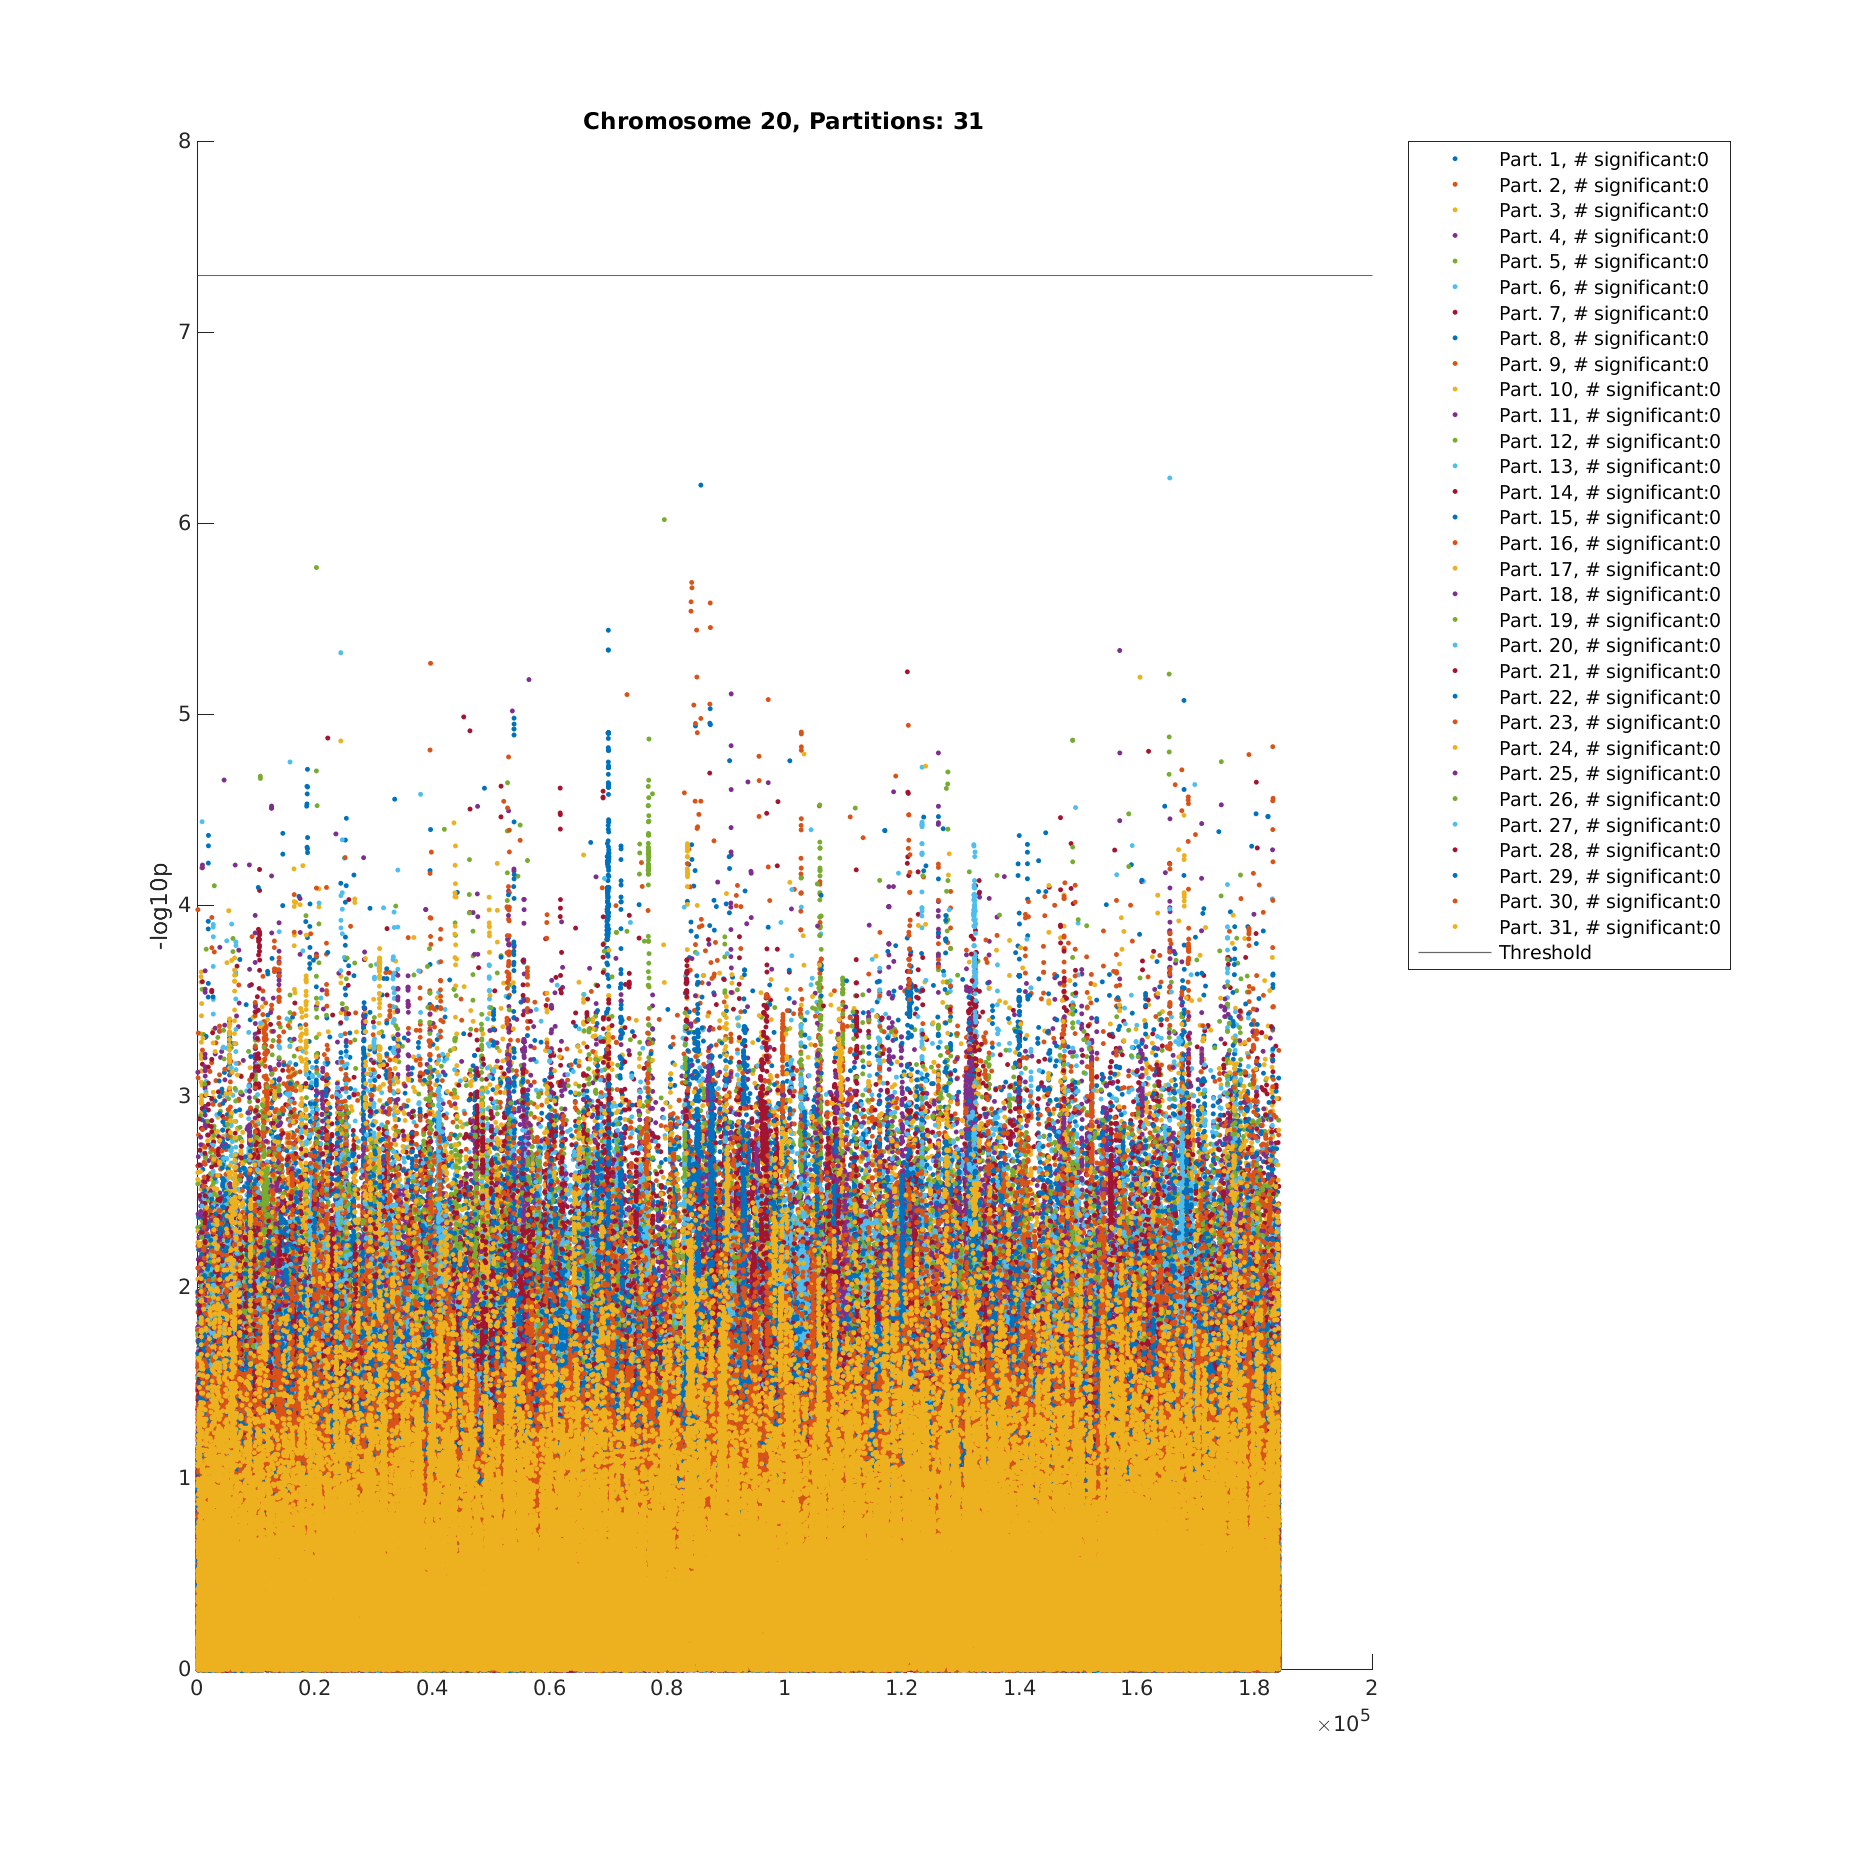 Chromosome 20, Partitions: 31
8
7
6
5
4
3
2
1
0
-log10p
0 0.2 0.4 0.6 0.8 1 1.2 1.4 1.6 1.8 2
×10^5
Part. 1, # significant:0
Part. 2, # significant:0
Part. 3, # significant:0
Part. 4, # significant:0
Part. 5, # significant:0
Part. 6, # significant:0
Part. 7, # significant:0
Part. 8, # significant:0
Part. 9, # significant:0
Part. 10, # significant:0
Part. 11, # significant:0
Part. 12, # significant:0
Part. 13, # significant:0
Part. 14, # significant:0
Part. 15, # significant:0
Part. 16, # significant:0
Part. 17, # significant:0
Part. 18, # significant:0
Part. 19, # significant:0
Part. 20, # significant:0
Part. 21, # significant:0
Part. 22, # significant:0
Part. 23, # significant:0
Part. 24, # significant:0
Part. 25, # significant:0
Part. 26, # significant:0
Part. 27, # significant:0
Part. 28, # significant:0
Part. 29, # significant:0
Part. 30, # significant:0
Part. 31, # significant:0
Threshold